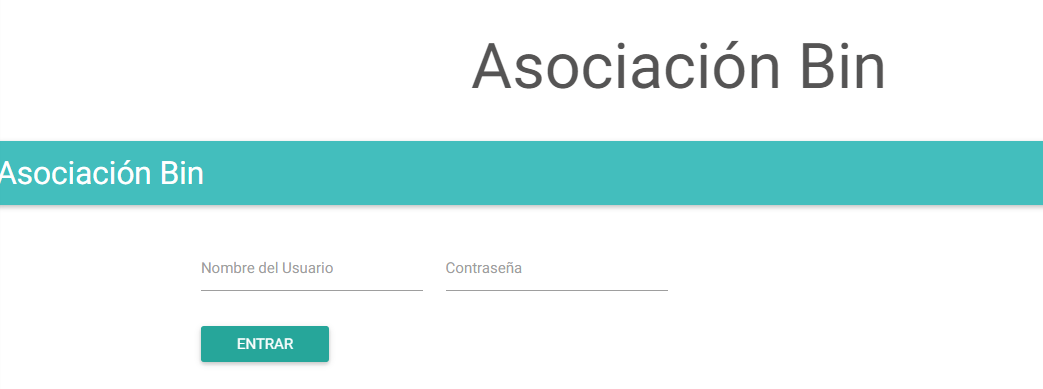 Asociación Bin
Asociación Bin
Nombre del Usuario
Contraseña
ENTRAR